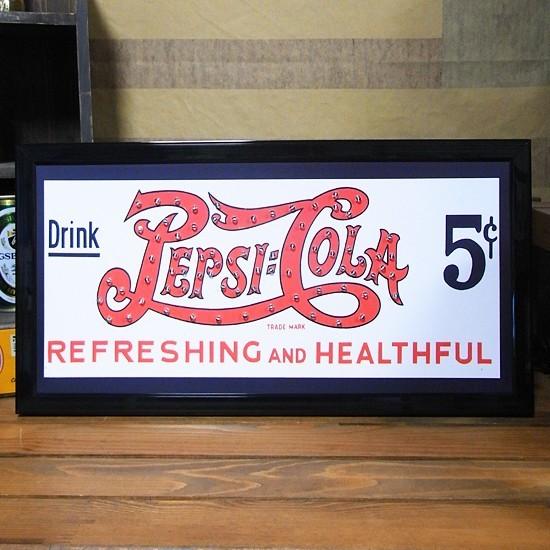 Drink
PEPSI:COLA
5¢
TRADE MARK
REFRESHING AND HEALTHFUL